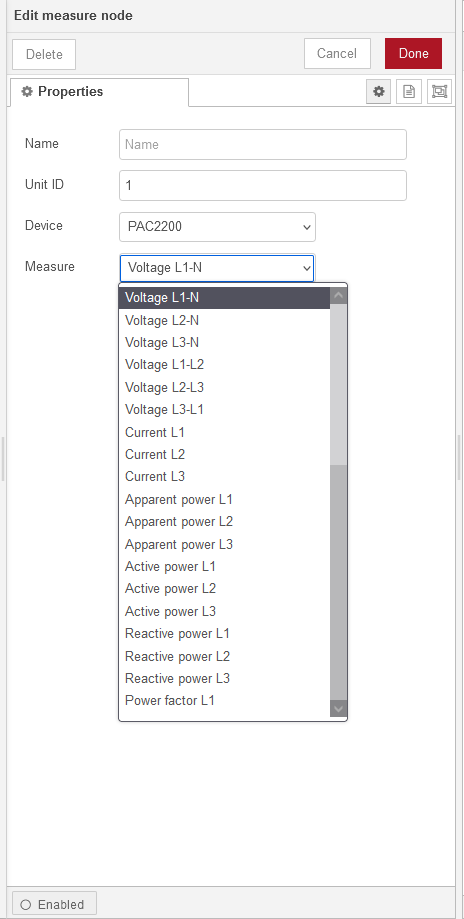 Edit measure node
Delete
Cancel
Done
Properties
Name
Name
Unit ID
1
Device
PAC2200
Measure
Voltage L1-N
Voltage L1-N
Voltage L2-N
Voltage L3-N
Voltage L1-L2
Voltage L2-L3
Voltage L3-L1
Current L1
Current L2
Current L3
Apparent power L1
Apparent power L2
Apparent power L3
Active power L1
Active power L2
Active power L3
Reactive power L1
Reactive power L2
Reactive power L3
Power factor L1
Enabled